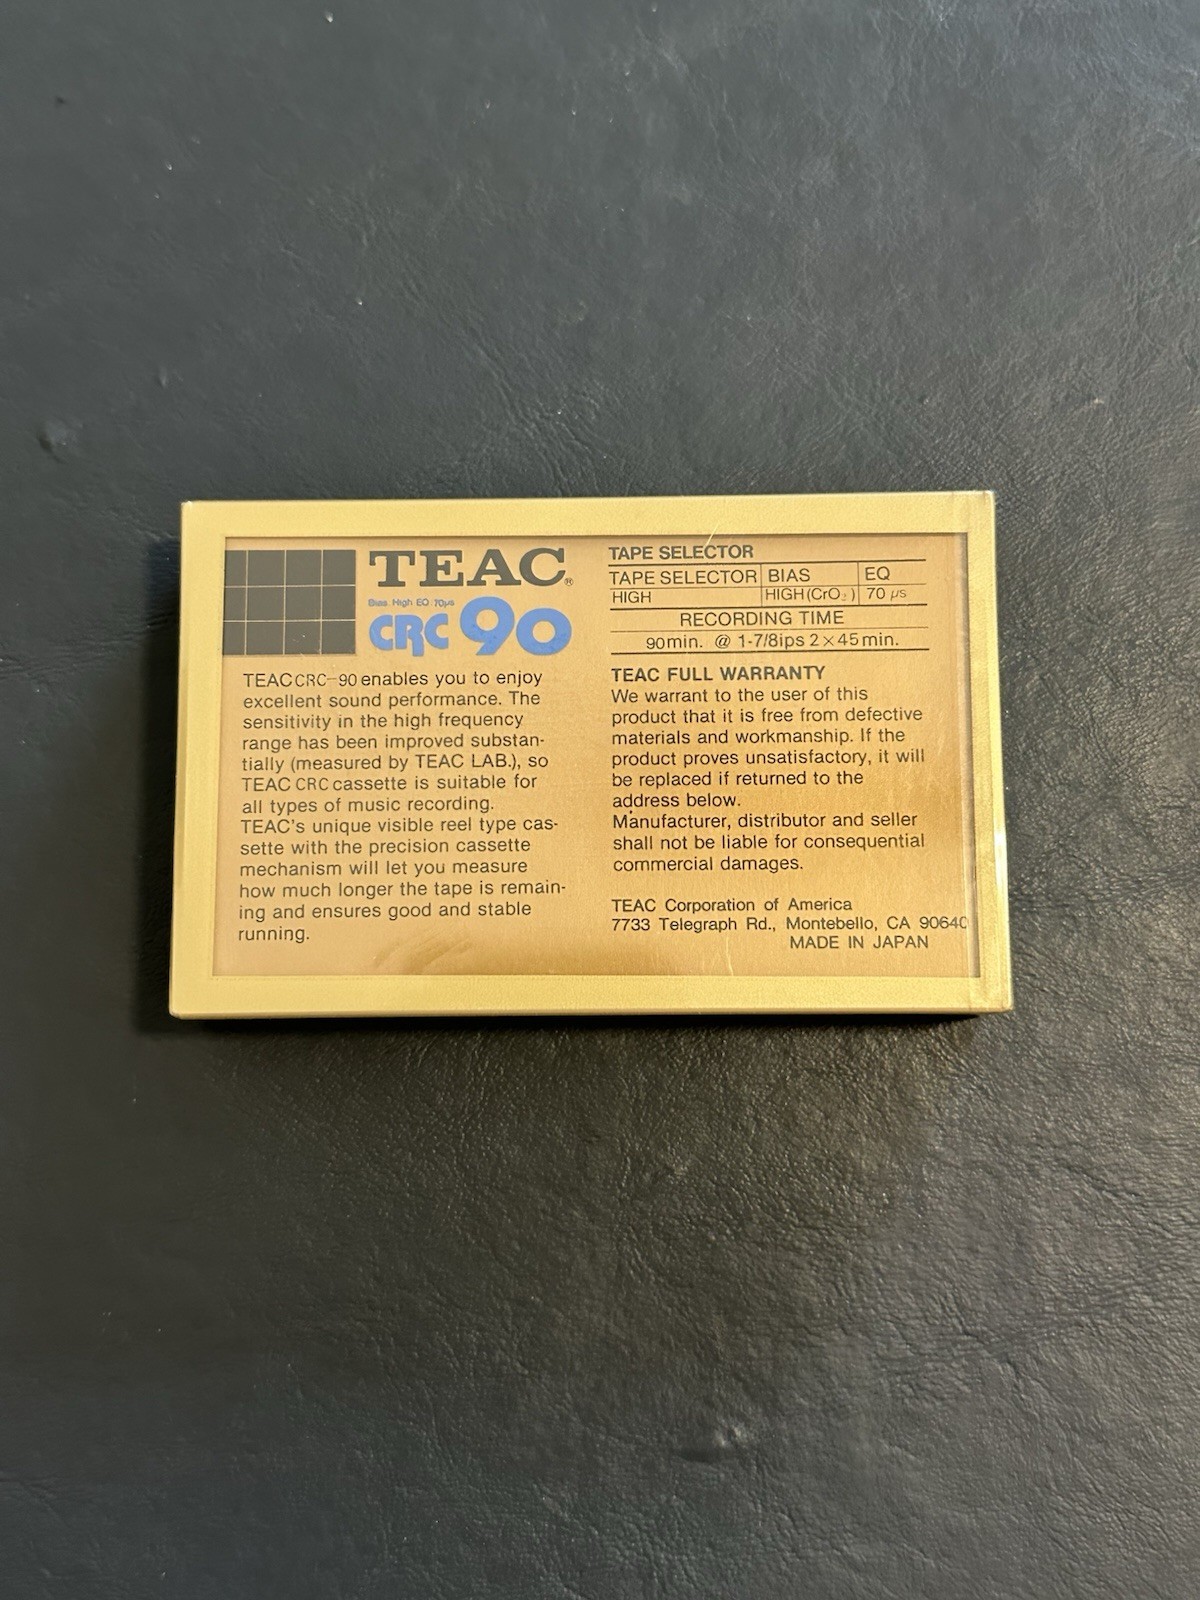 TEAC®
Bias. High EQ. 70µs
CRC 90
TEAC CRC-90 enables you to enjoy
excellent sound performance. The
sensitivity in the high frequency
range has been improved substan-
tially (measured by TEAC LAB.), so
TEAC CRC cassette is suitable for
all types of music recording.
TEAC's unique visible reel type cas-
sette with the precision cassette
mechanism will let you measure
how much longer the tape is remain-
ing and ensures good and stable
running.
TAPE SELECTOR
TAPE SELECTOR BIAS EQ
HIGH HIGH (CrO₂) 70 µs
RECORDING TIME
90min. @ 1-7/8ips 2×45min.
TEAC FULL WARRANTY
We warrant to the user of this
product that it is free from defective
materials and workmanship. If the
product proves unsatisfactory, it will
be replaced if returned to the
address below.
Manufacturer, distributor and seller
shall not be liable for consequential
commercial damages.
TEAC Corporation of America
7733 Telegraph Rd., Montebello, CA 90640
MADE IN JAPAN